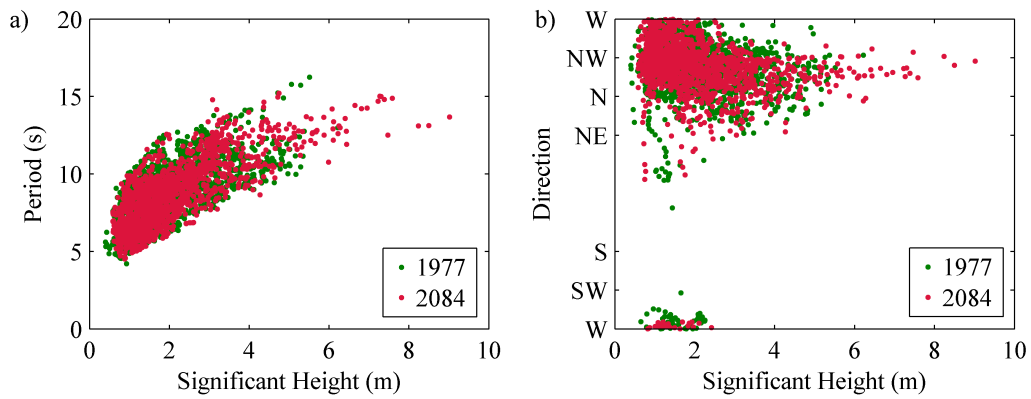 a)
20
15
10
5
0
Period (s)
0 2 4 6 8 10
Significant Height (m)
1977
2084
b)
W
NW
N
NE
S
SW
W
Direction
0 2 4 6 8 10
Significant Height (m)
1977
2084